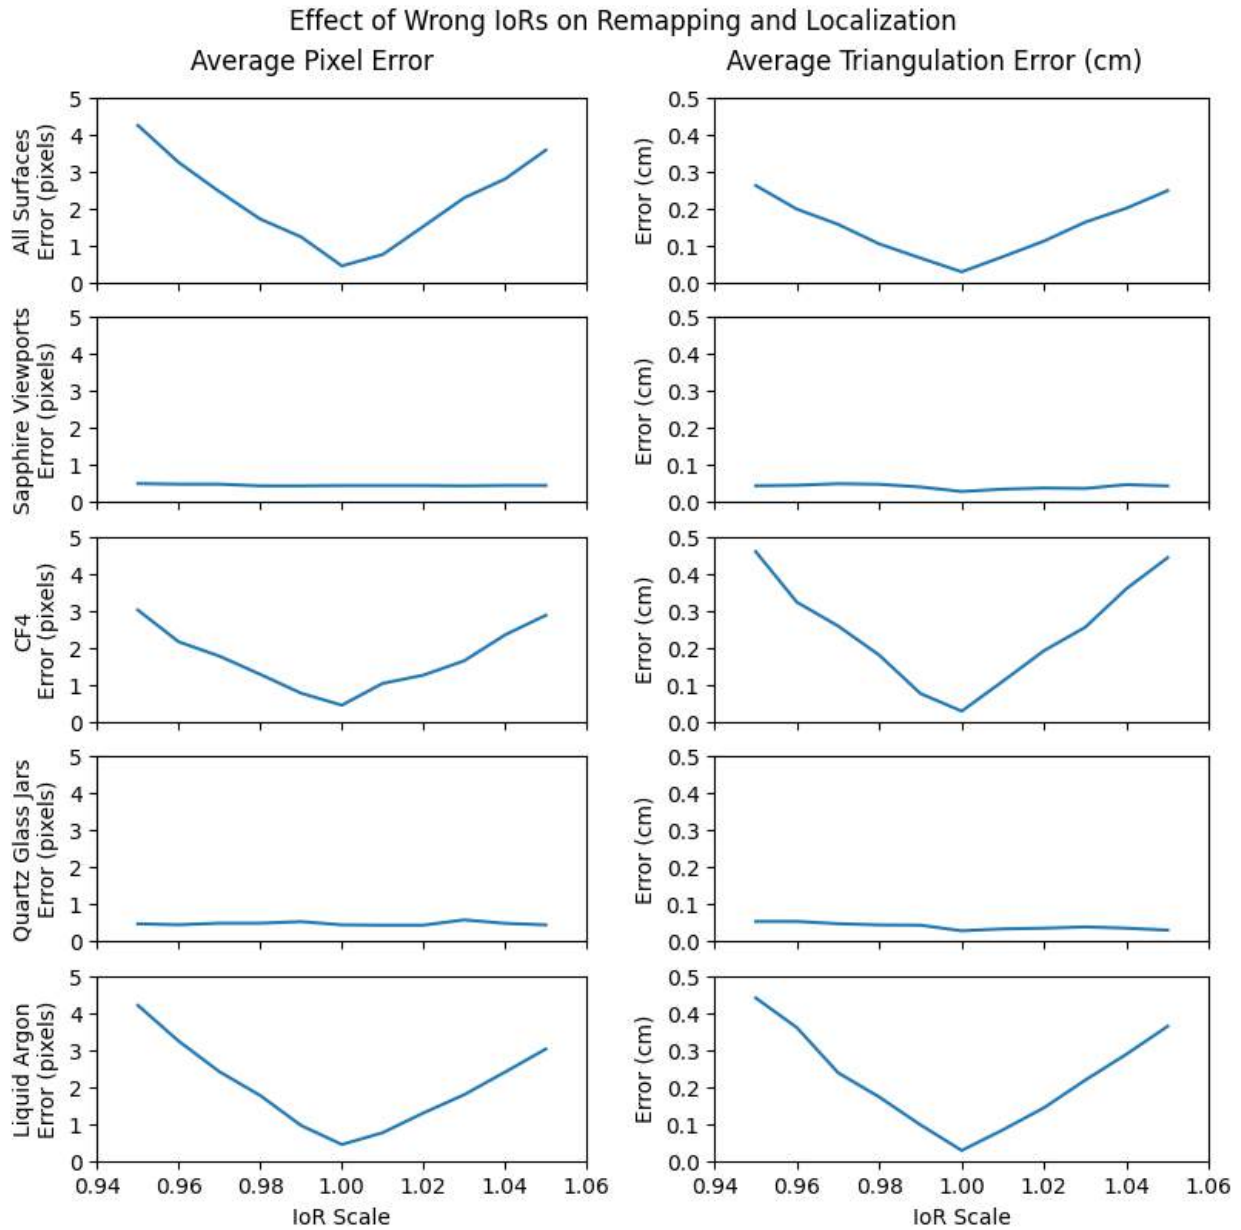 Effect of Wrong IoRs on Remapping and Localization
Average Pixel Error
Average Triangulation Error (cm)
All Surfaces
Error (pixels)
5
4
3
2
1
0
Error (cm)
0.5
0.4
0.3
0.2
0.1
0.0
Sapphire Viewports
Error (pixels)
5
4
3
2
1
0
Error (cm)
0.5
0.4
0.3
0.2
0.1
0.0
CF4
Error (pixels)
5
4
3
2
1
0
Error (cm)
0.5
0.4
0.3
0.2
0.1
0.0
Quartz Glass Jars
Error (pixels)
5
4
3
2
1
0
Error (cm)
0.5
0.4
0.3
0.2
0.1
0.0
Liquid Argon
Error (pixels)
5
4
3
2
1
0
Error (cm)
0.5
0.4
0.3
0.2
0.1
0.0
0.94 0.96 0.98 1.00 1.02 1.04 1.06
IoR Scale
0.94 0.96 0.98 1.00 1.02 1.04 1.06
IoR Scale